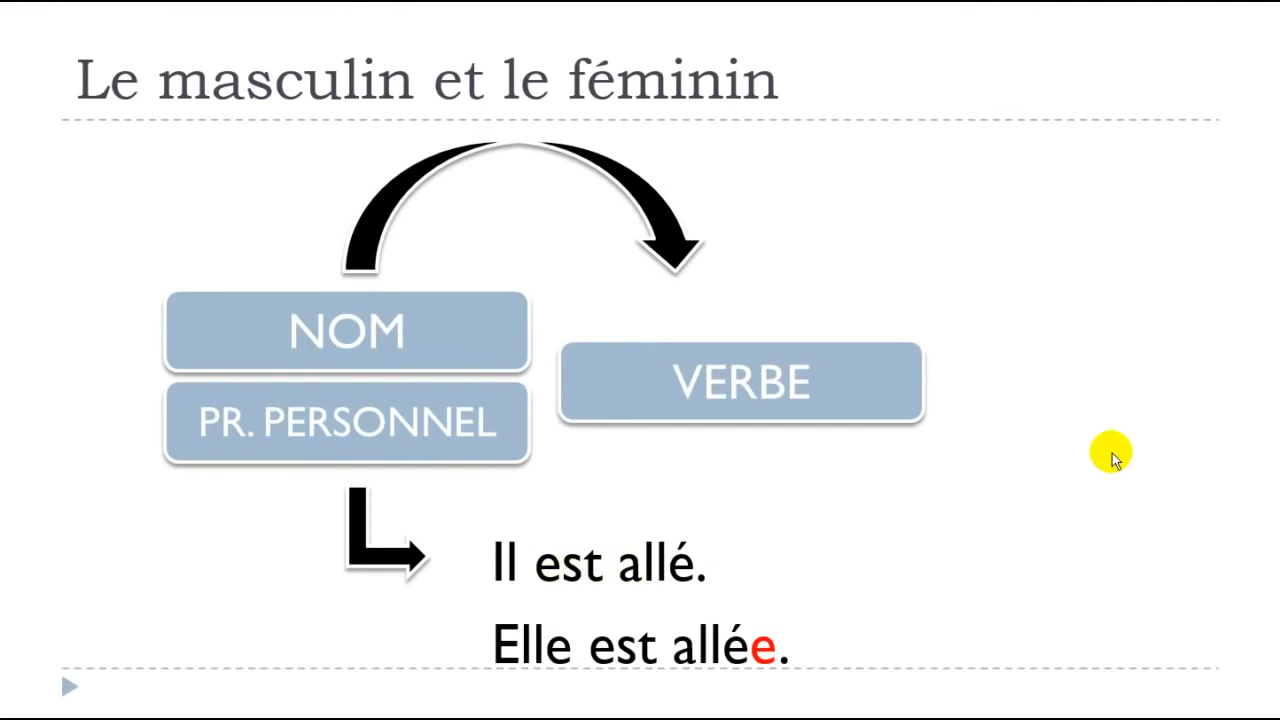 Le masculin et le féminin
NOM
VERBE
PR. PERSONNEL
Il est allé.
Elle est allée.